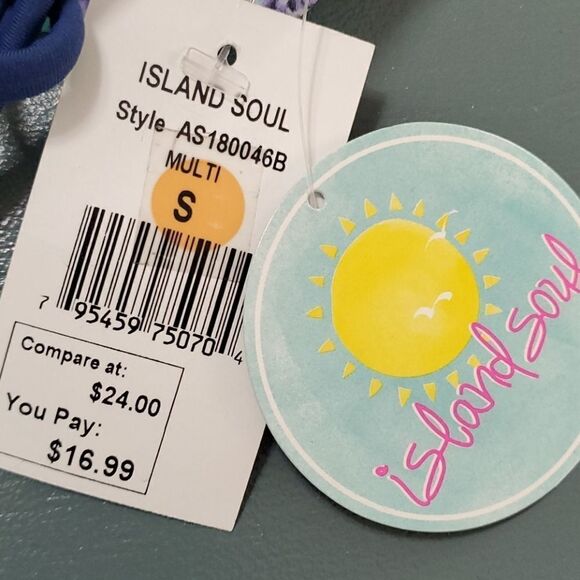 ISLAND SOUL
Style AS180046B
MULTI
S
7 95459 75070 4
Compare at:
$24.00
You Pay:
$16.99
island soul